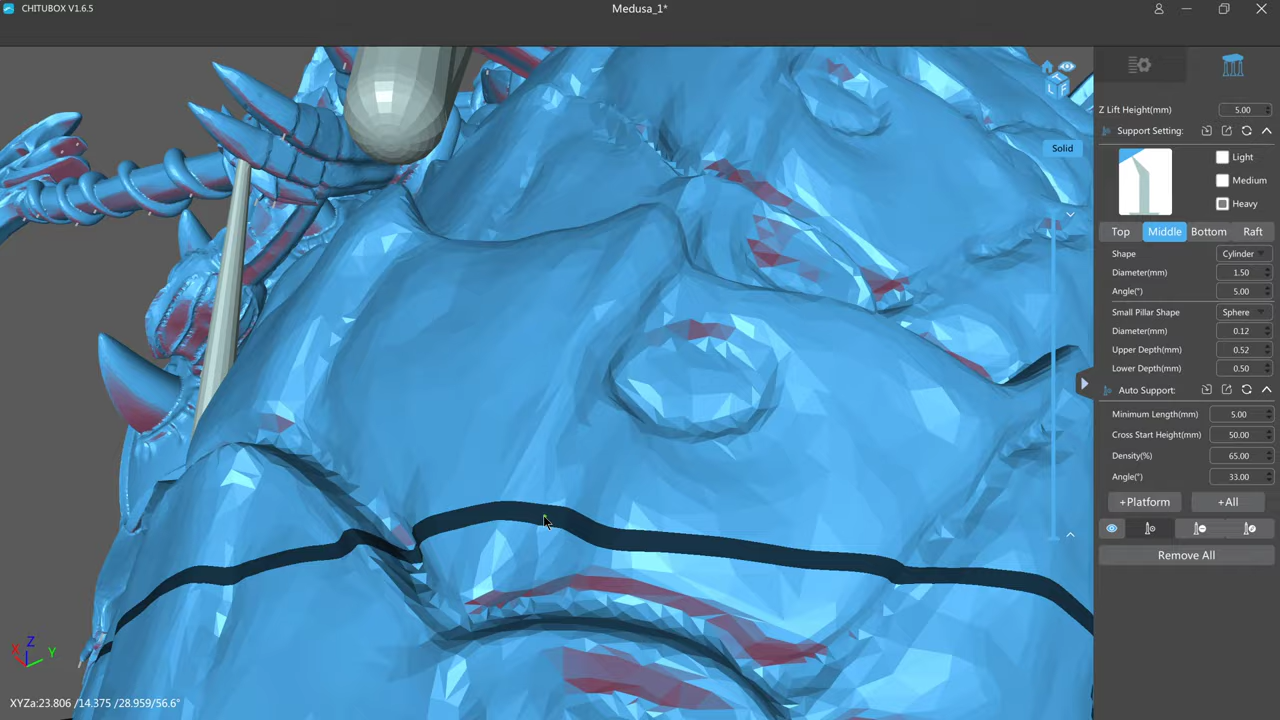 CHITUBOX V1.6.5
Medusa_1*
Z Lift Height(mm) 5.00
Support Setting:
Solid
Light
Medium
Heavy
Top Middle Bottom Raft
Shape Cylinder
Diameter(mm) 1.50
Angle(°) 5.00
Small Pillar Shape Sphere
Diameter(mm) 0.12
Upper Depth(mm) 0.52
Lower Depth(mm) 0.50
Auto Support:
Minimum Length(mm) 5.00
Cross Start Height(mm) 50.00
Density(%) 65.00
Angle(°) 33.00
+Platform +All
Remove All
Z
X Y
XYZa:23.806 /14.375 /28.959/56.6°